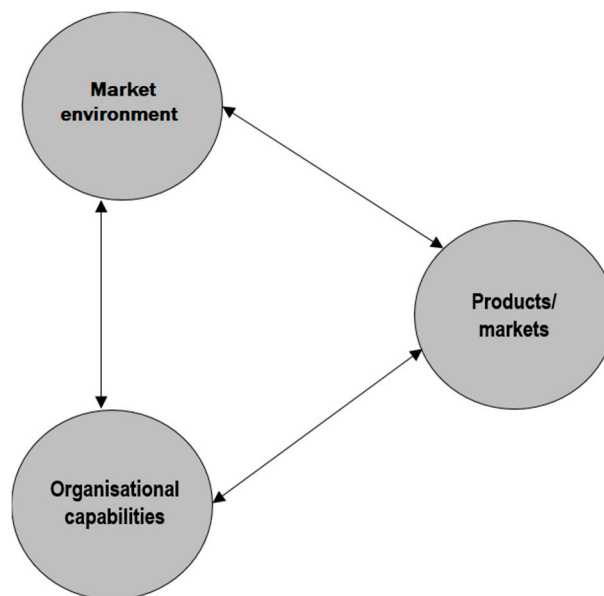 Market
environment
Products/
markets
Organisational
capabilities